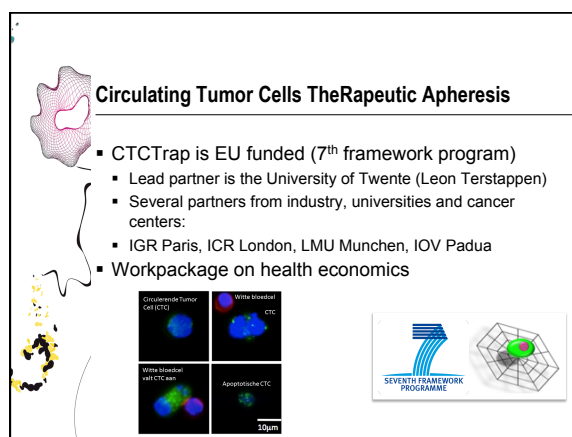 Circulating Tumor Cells TheRapeutic Apheresis
▪ CTCTrap is EU funded (7th framework program)
▪ Lead partner is the University of Twente (Leon Terstappen)
▪ Several partners from industry, universities and cancer
centers:
▪ IGR Paris, ICR London, LMU Munchen, IOV Padua
▪ Workpackage on health economics
Circulerende Tumor
Cell (CTC)
Witte bloedcel
CTC
Witte bloedcel
valt CTC aan
Apoptotische CTC
10µm
7
SEVENTH FRAMEWORK
PROGRAMME